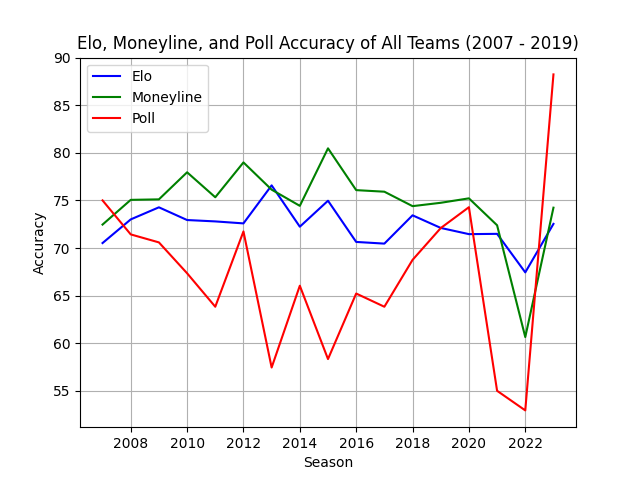 Elo, Moneyline, and Poll Accuracy of All Teams (2007 - 2019)
Elo
Moneyline
Poll
90
85
80
75
70
65
60
55
Accuracy
2008 2010 2012 2014 2016 2018 2020 2022
Season